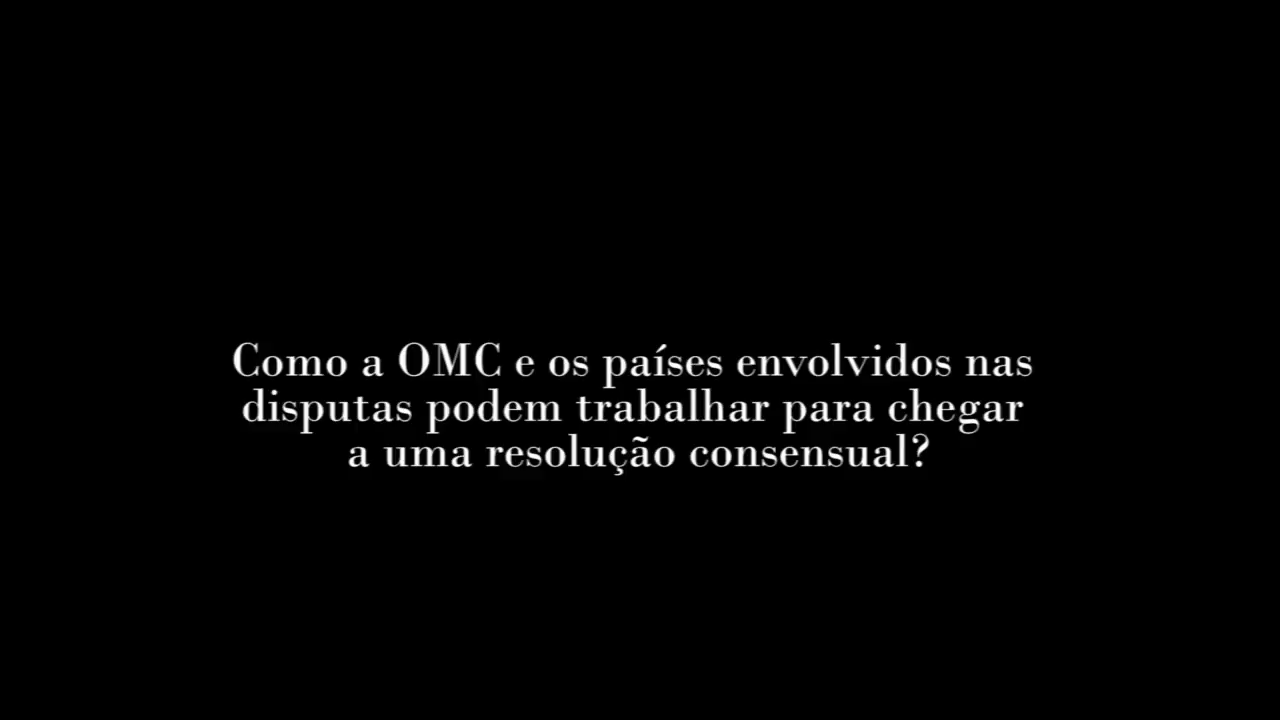 Como a OMC e os países envolvidos nas
disputas podem trabalhar para chegar
a uma resolução consensual?